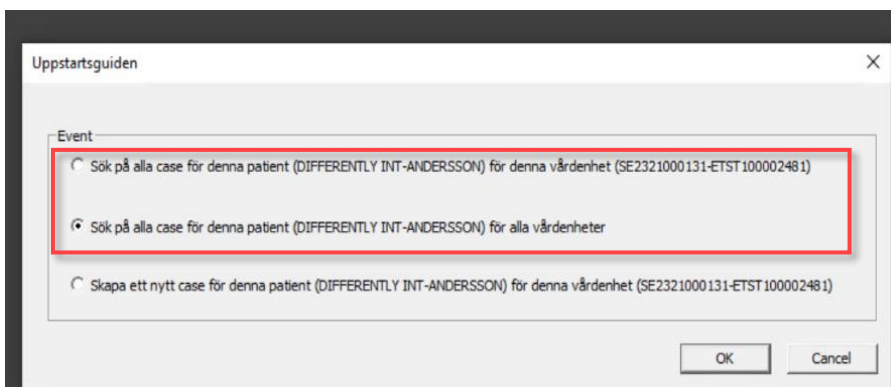 Uppstartsguiden
Event
Sök på alla case för denna patient (DIFFERENTLY INT-ANDERSSON) för denna vårdenhet (SE2321000131-ETST100002481)
Sök på alla case för denna patient (DIFFERENTLY INT-ANDERSSON) för alla vårdenheter
Skapa ett nytt case för denna patient (DIFFERENTLY INT-ANDERSSON) för denna vårdenhet (SE2321000131-ETST100002481)
OK Cancel